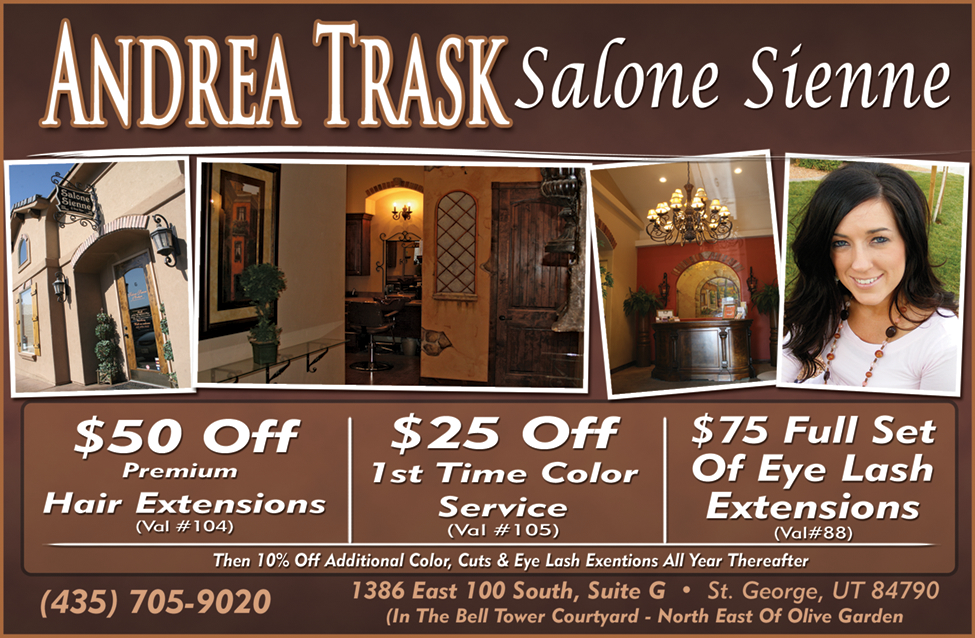 ANDREA TRASK Salone Sienne
Salone
Sienne
$50 Off
Premium
Hair Extensions
(Val #104)
$25 Off
1st Time Color
Service
(Val #105)
$75 Full Set
Of Eye Lash
Extensions
(Val#88)
Then 10% Off Additional Color, Cuts & Eye Lash Exentions All Year Thereafter
(435) 705-9020
1386 East 100 South, Suite G • St. George, UT 84790
(In The Bell Tower Courtyard - North East Of Olive Garden